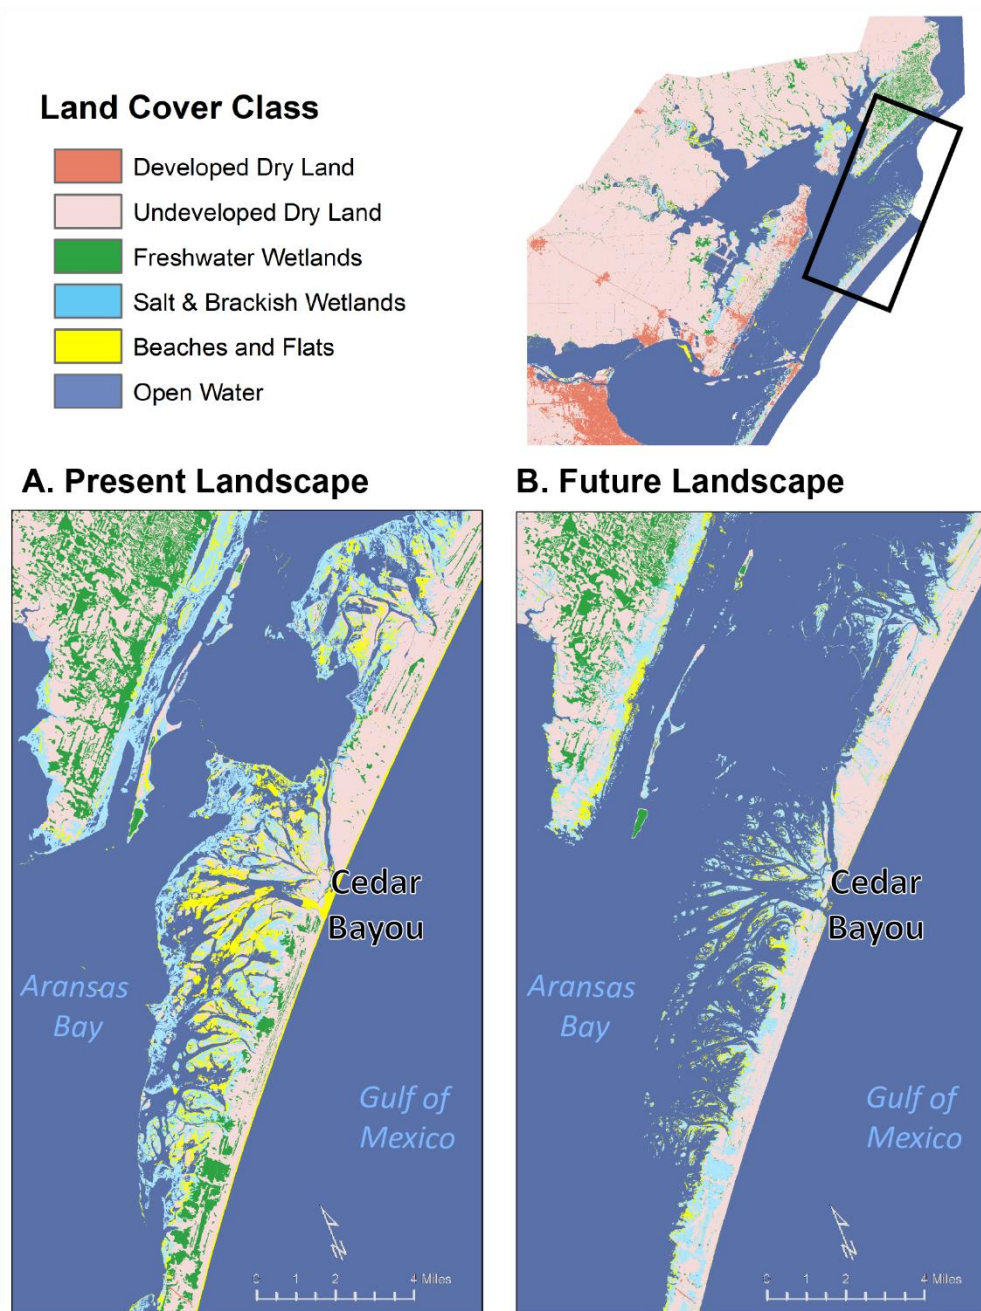 Land Cover Class
Developed Dry Land
Undeveloped Dry Land
Freshwater Wetlands
Salt & Brackish Wetlands
Beaches and Flats
Open Water
A. Present Landscape
B. Future Landscape
Cedar
Bayou
Aransas
Bay
Gulf of
Mexico
N
0 1 2 4 Miles
Cedar
Bayou
Aransas
Bay
Gulf of
Mexico
N
0 1 2 4 Miles